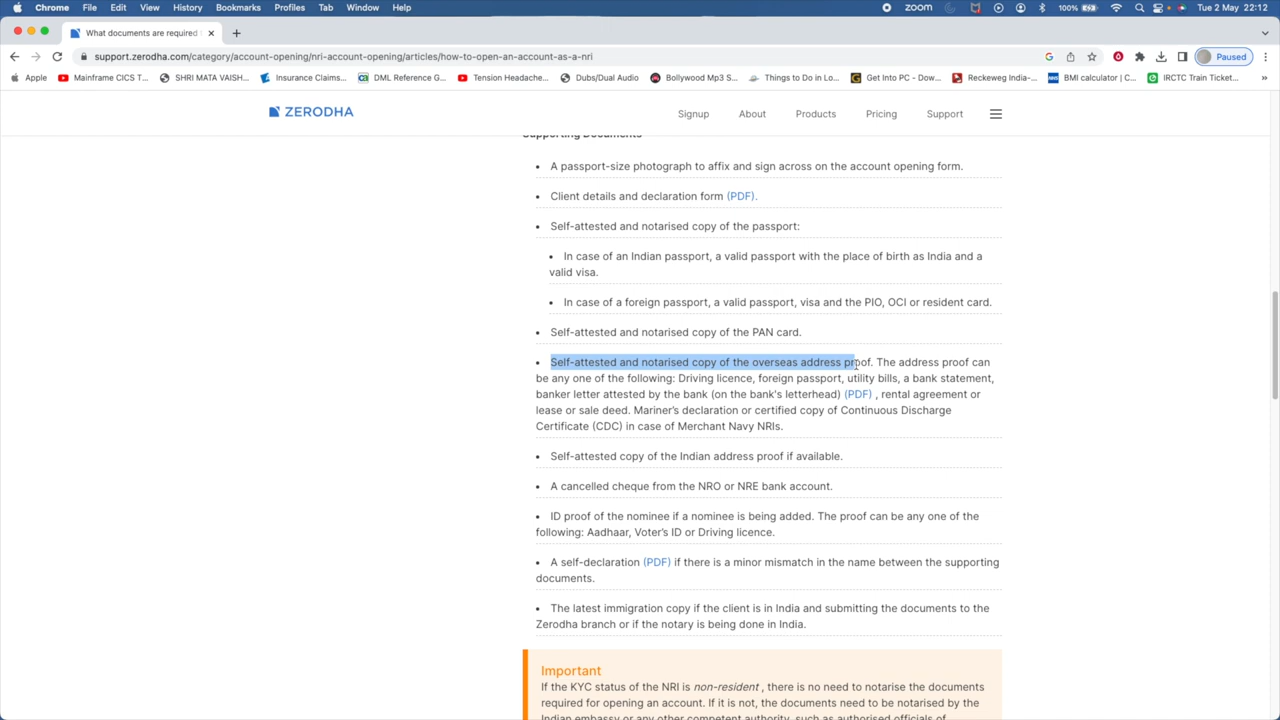 Chrome File Edit View History Bookmarks Profiles Tab Window Help ZOOM 100% Tue 2 May 21:12
What documents are required
support.zerodha.com/category/account-opening/nri-account-opening/articles/how-to-open-an-account-as-a-nri Paused
Apple Mainframe CICS T... SHRI MATA VAISH... Insurance Claims... DML Reference G... Tension Headache... Dubs/Dual Audio Bollywood Mp3 S... Things to Do in Lo... Get Into PC - Dow... Reckeweg India-... BMI calculator | C... IRCTC Train Ticket... »
ZERODHA Signup About Products Pricing Support
Supporting Documents
• A passport-size photograph to affix and sign across on the account opening form.
• Client details and declaration form (PDF).
• Self-attested and notarised copy of the passport:
• In case of an Indian passport, a valid passport with the place of birth as India and a
valid visa.
• In case of a foreign passport, a valid passport, visa and the PIO, OCI or resident card.
• Self-attested and notarised copy of the PAN card.
• Self-attested and notarised copy of the overseas address proof. The address proof can
be any one of the following: Driving licence, foreign passport, utility bills, a bank statement,
banker letter attested by the bank (on the bank's letterhead) (PDF) , rental agreement or
lease or sale deed. Mariner's declaration or certified copy of Continuous Discharge
Certificate (CDC) in case of Merchant Navy NRIs.
• Self-attested copy of the Indian address proof if available.
• A cancelled cheque from the NRO or NRE bank account.
• ID proof of the nominee if a nominee is being added. The proof can be any one of the
following: Aadhaar, Voter's ID or Driving licence.
• A self-declaration (PDF) if there is a minor mismatch in the name between the supporting
documents.
• The latest immigration copy if the client is in India and submitting the documents to the
Zerodha branch or if the notary is being done in India.
Important
If the KYC status of the NRI is non-resident , there is no need to notarise the documents
required for opening an account. If it is not, the documents need to be notarised by the
Indian embassy or any other competent authority, such as authorised officials of